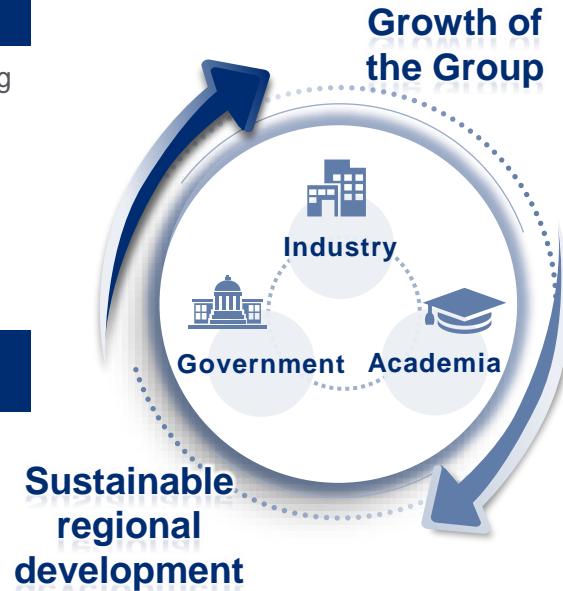 Growth of
the Group
g
Industry
Government
Academia
Sustainable
regional
development